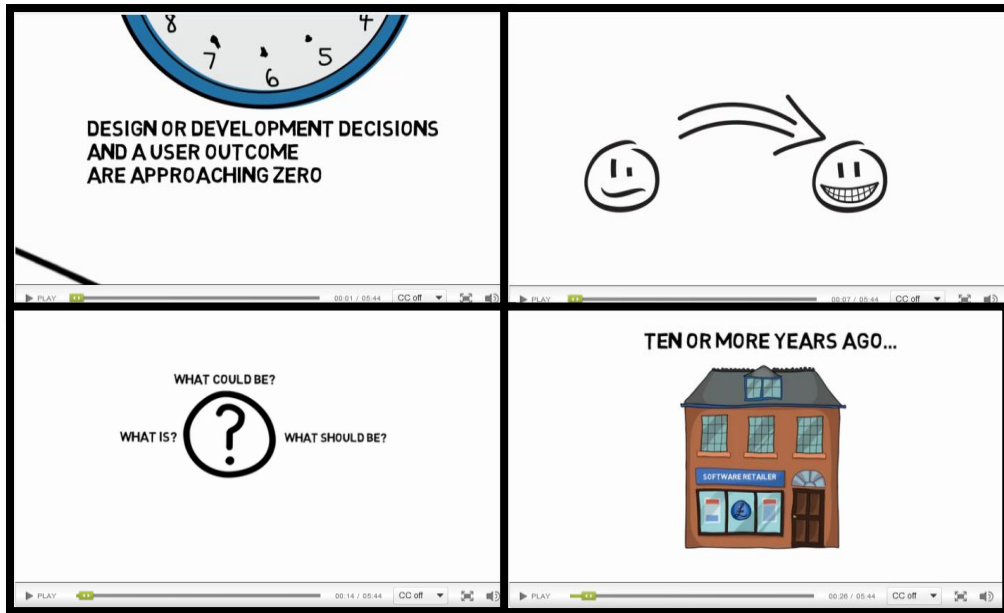 8
4
7
5
6
DESIGN OR DEVELOPMENT DECISIONS
AND A USER OUTCOME
ARE APPROACHING ZERO
PLAY 00:01 / 05:44 CC off
PLAY 00:07 / 05:44 CC off
WHAT COULD BE?
WHAT IS?
?
WHAT SHOULD BE?
PLAY 00:14 / 05:44 CC off
TEN OR MORE YEARS AGO...
SOFTWARE RETAILER
£
PLAY 00:26 / 05:44 CC off